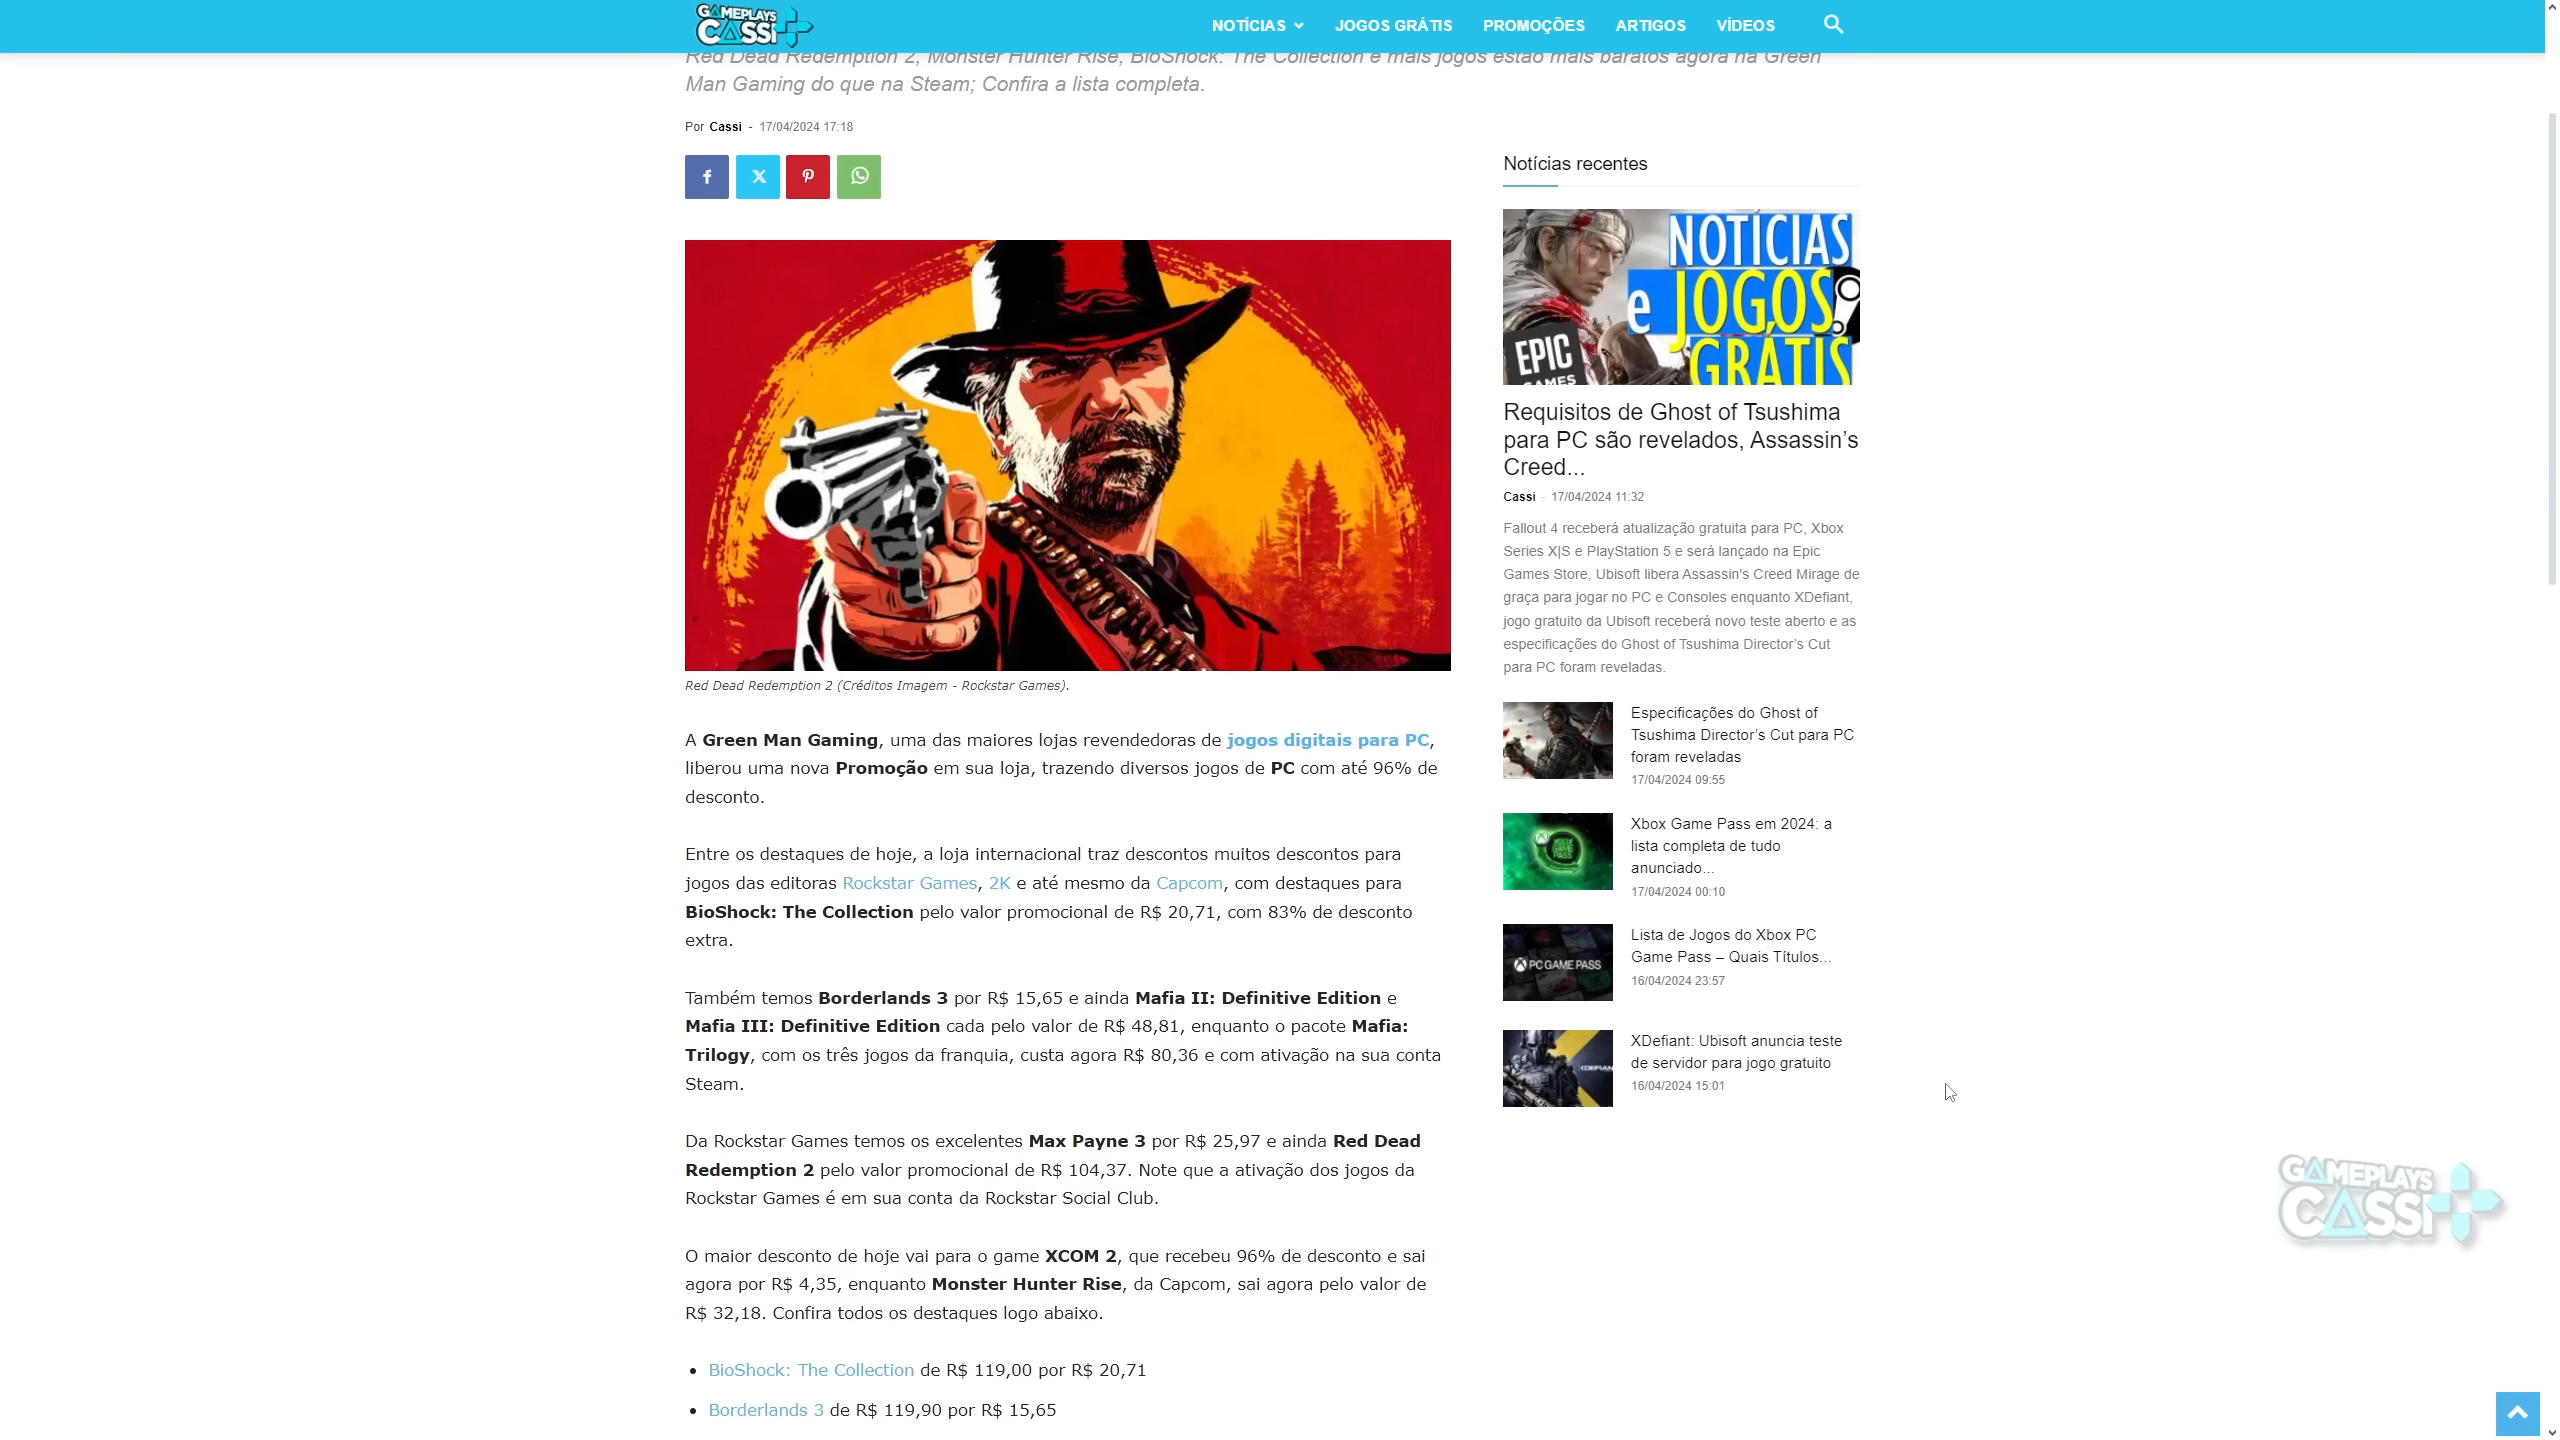 GAMEPLAYS
CASSI
NOTÍCIAS
JOGOS GRÁTIS
PROMOÇÕES
ARTIGOS
VÍDEOS
Red Dead Redemption 2, Monster Hunter Rise, BioShock: The Collection e mais jogos estão mais baratos agora na Green
Man Gaming do que na Steam; Confira a lista completa.
Por Cassi - 17/04/2024 17:18
Red Dead Redemption 2 (Créditos Imagem - Rockstar Games).
A Green Man Gaming, uma das maiores lojas revendedoras de jogos digitais para PC,
liberou uma nova Promoção em sua loja, trazendo diversos jogos de PC com até 96% de
desconto.
Entre os destaques de hoje, a loja internacional traz descontos muitos descontos para
jogos das editoras Rockstar Games, 2K e até mesmo da Capcom, com destaques para
BioShock: The Collection pelo valor promocional de R$ 20,71, com 83% de desconto
extra.
Também temos Borderlands 3 por R$ 15,65 e ainda Mafia II: Definitive Edition e
Mafia III: Definitive Edition cada pelo valor de R$ 48,81, enquanto o pacote Mafia:
Trilogy, com os três jogos da franquia, custa agora R$ 80,36 e com ativação na sua conta
Steam.
Da Rockstar Games temos os excelentes Max Payne 3 por R$ 25,97 e ainda Red Dead
Redemption 2 pelo valor promocional de R$ 104,37. Note que a ativação dos jogos da
Rockstar Games é em sua conta da Rockstar Social Club.
O maior desconto de hoje vai para o game XCOM 2, que recebeu 96% de desconto e sai
agora por R$ 4,35, enquanto Monster Hunter Rise, da Capcom, sai agora pelo valor de
R$ 32,18. Confira todos os destaques logo abaixo.
• BioShock: The Collection de R$ 119,00 por R$ 20,71
• Borderlands 3 de R$ 119,90 por R$ 15,65
Notícias recentes
NOTÍCIAS
e JOGOS
GRÁTIS
EPIC
GAMES
Requisitos de Ghost of Tsushima
para PC são revelados, Assassin’s
Creed...
Cassi - 17/04/2024 11:32
Fallout 4 receberá atualização gratuita para PC, Xbox
Series X|S e PlayStation 5 e será lançado na Epic
Games Store, Ubisoft libera Assassin's Creed Mirage de
graça para jogar no PC e Consoles enquanto XDefiant,
jogo gratuito da Ubisoft receberá novo teste aberto e as
especificações do Ghost of Tsushima Director’s Cut
para PC foram reveladas.
Especificações do Ghost of
Tsushima Director’s Cut para PC
foram reveladas
17/04/2024 09:55
XBOX
GAME
PASS
Xbox Game Pass em 2024: a
lista completa de tudo
anunciado...
17/04/2024 00:10
PC GAME PASS
Lista de Jogos do Xbox PC
Game Pass – Quais Títulos...
16/04/2024 23:57
XDefiant: Ubisoft anuncia teste
de servidor para jogo gratuito
16/04/2024 15:01
GAMEPLAYS
CASSI